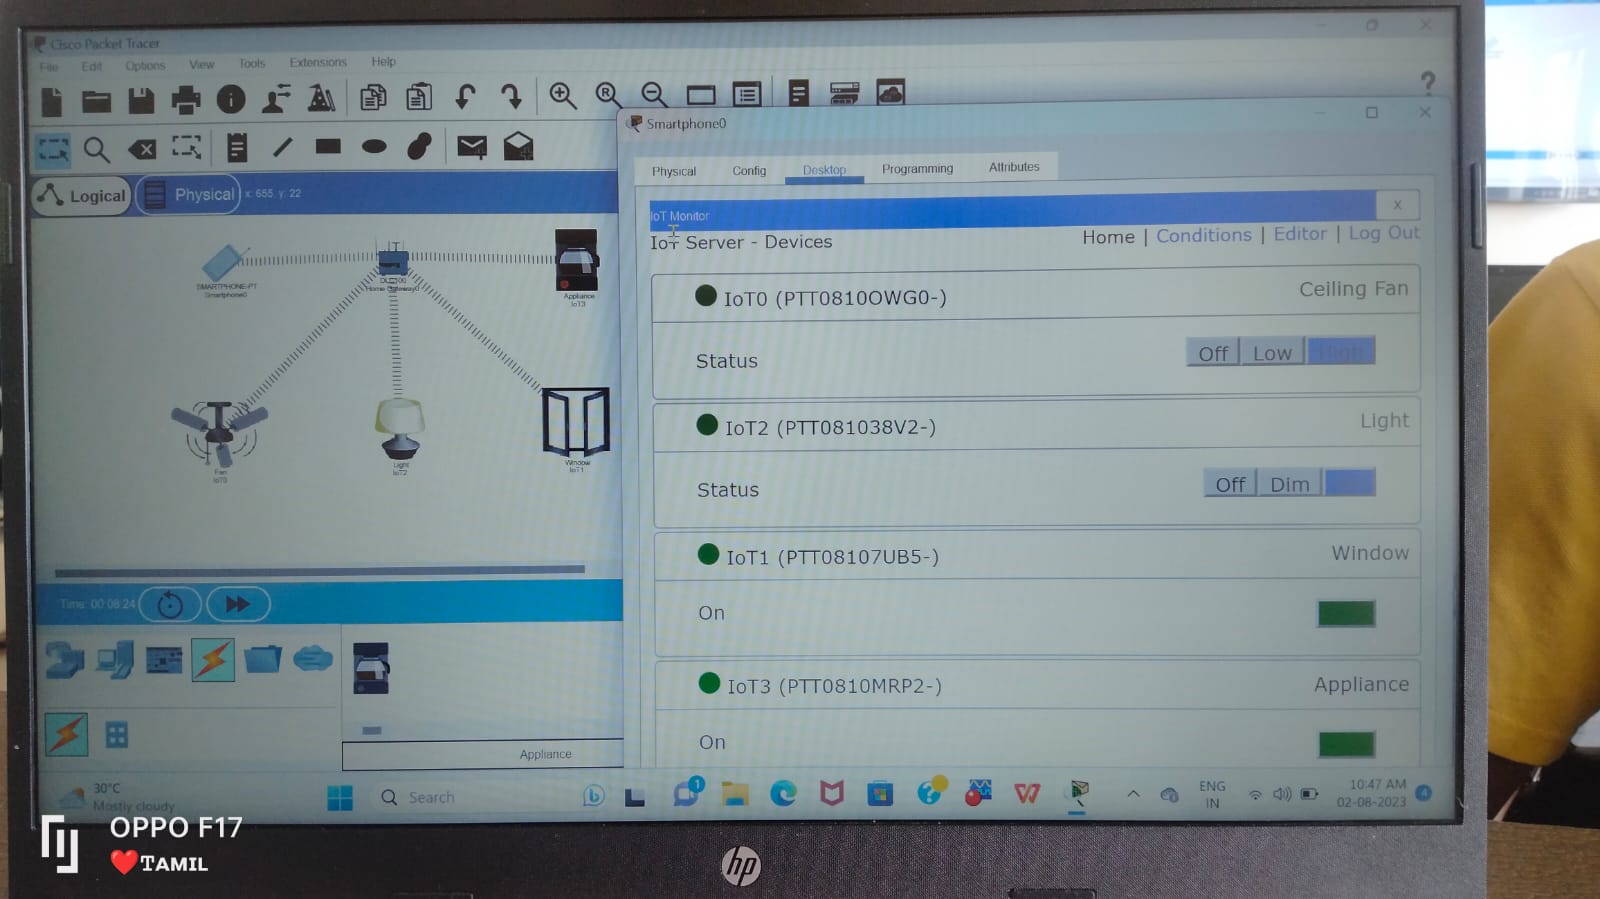 Cisco Packet Tracer
File Edit Options View Tools Extensions Help
Logical
Physical
x: 655, y: 22
SMARTPHONE-PT
Smartphone0
Home Gateway0
Appliance
IoT3
Fan
IoT0
Light
IoT2
Window
IoT1
Time: 00:08:24
Appliance
Smartphone0
Physical Config Desktop Programming Attributes
IoT Monitor
X
IoT Server - Devices
Home | Conditions | Editor | Log Out
IoT0 (PTT0810OWG0-)
Ceiling Fan
Status
Off Low High
IoT2 (PTT081038V2-)
Light
Status
Off Dim
IoT1 (PTT08107UB5-)
Window
On
IoT3 (PTT0810MRP2-)
Appliance
On
30°C
Mostly cloudy
Search
1
ENG
IN
10:47 AM
02-08-2023
4
OPPO F17
❤️TAMIL
hp